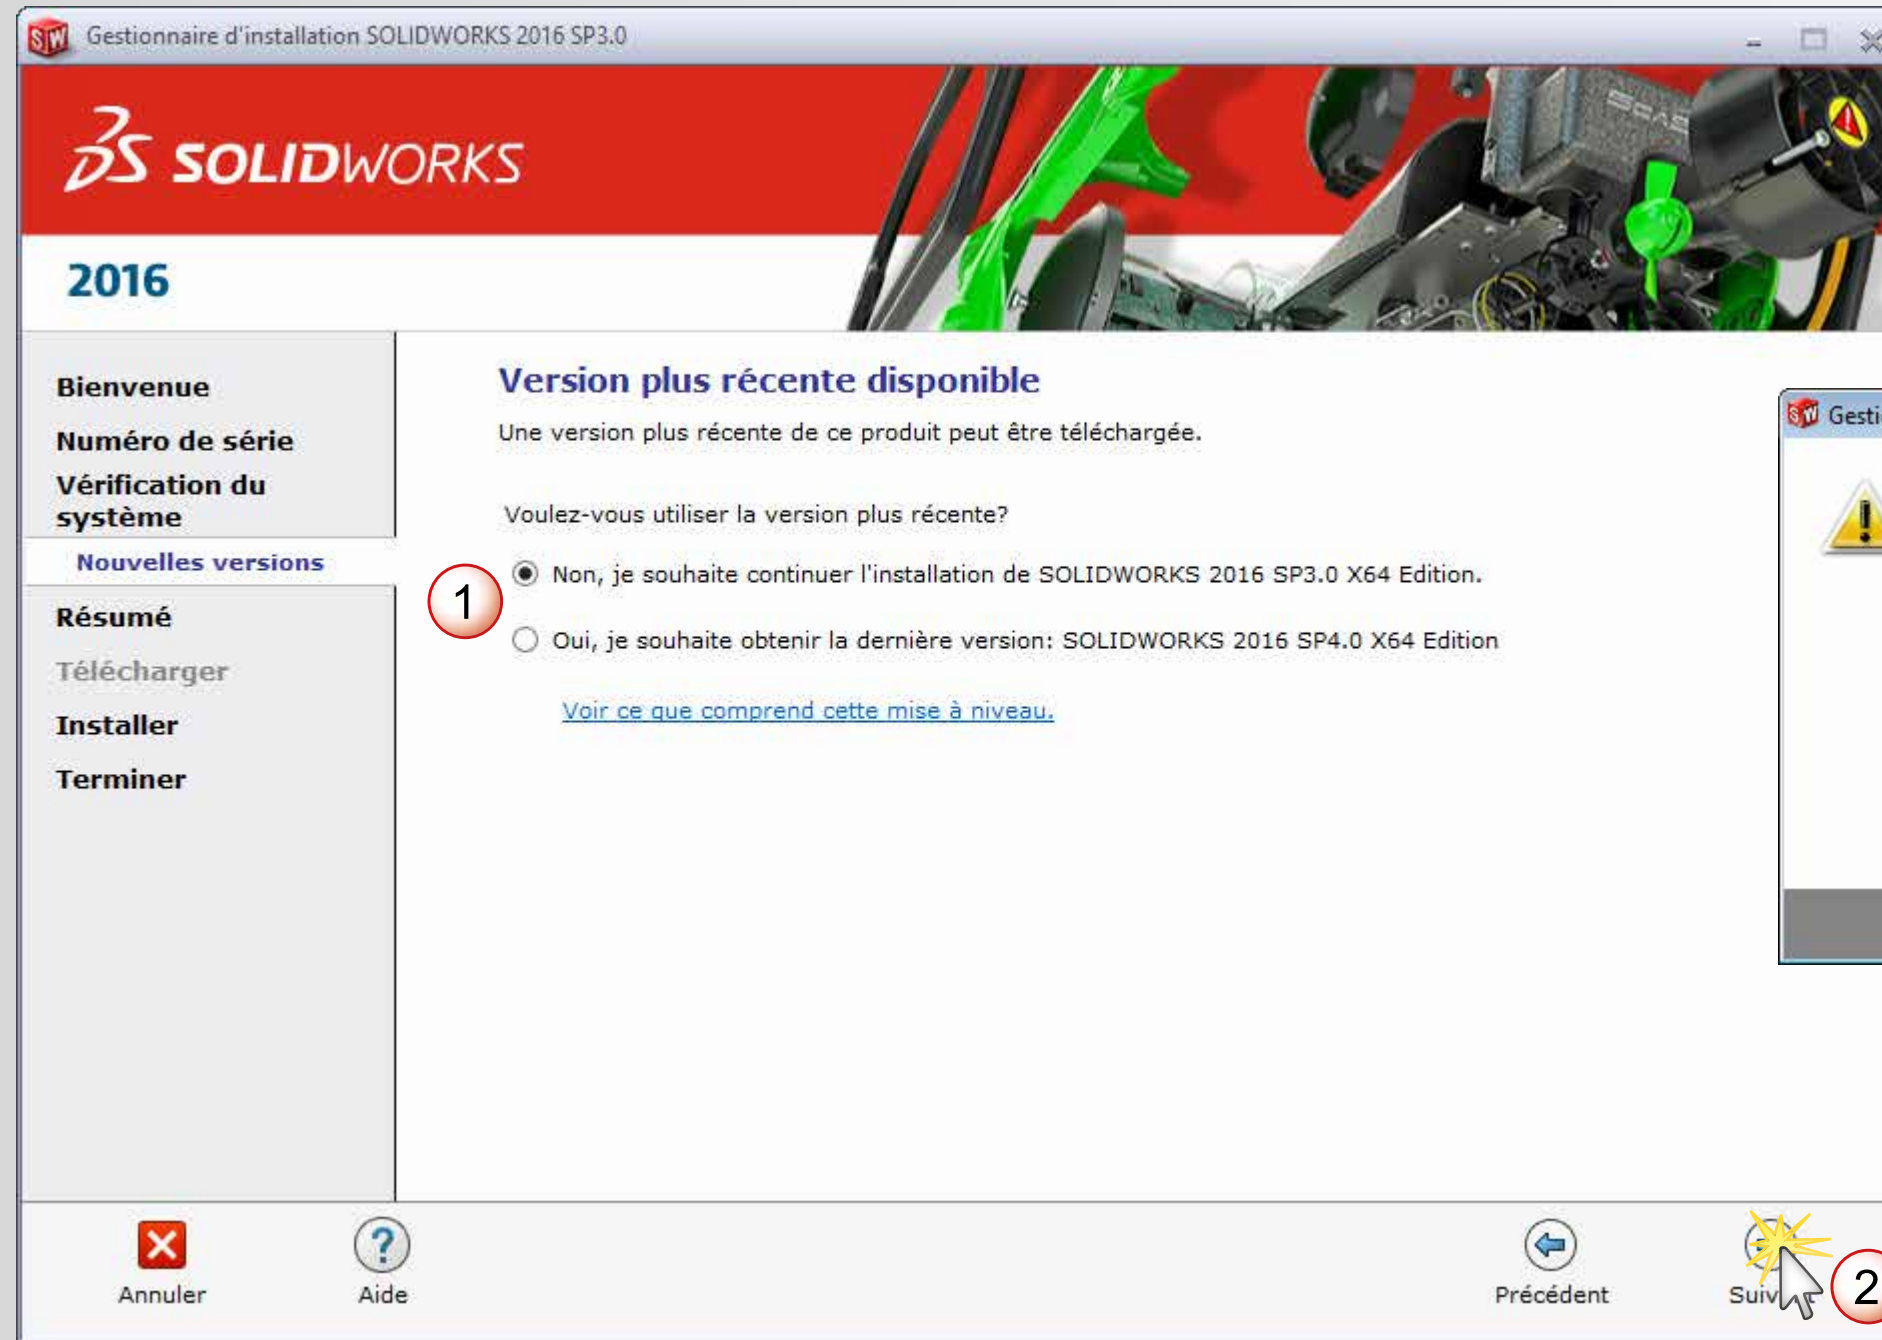 SW Gestionnaire d'installation SOLIDWORKS 2016 SP3.0
3S SOLIDWORKS
2016
Bienvenue
Numéro de série
Vérification du
système
Nouvelles versions
Résumé
Télécharger
Installer
Terminer
Version plus récente disponible
Une version plus récente de ce produit peut être téléchargée.
Voulez-vous utiliser la version plus récente?
1
Non, je souhaite continuer l'installation de SOLIDWORKS 2016 SP3.0 X64 Edition.
Oui, je souhaite obtenir la dernière version: SOLIDWORKS 2016 SP4.0 X64 Edition
Voir ce que comprend cette mise à niveau.
SW Gesti
Annuler
Aide
Précédent
2